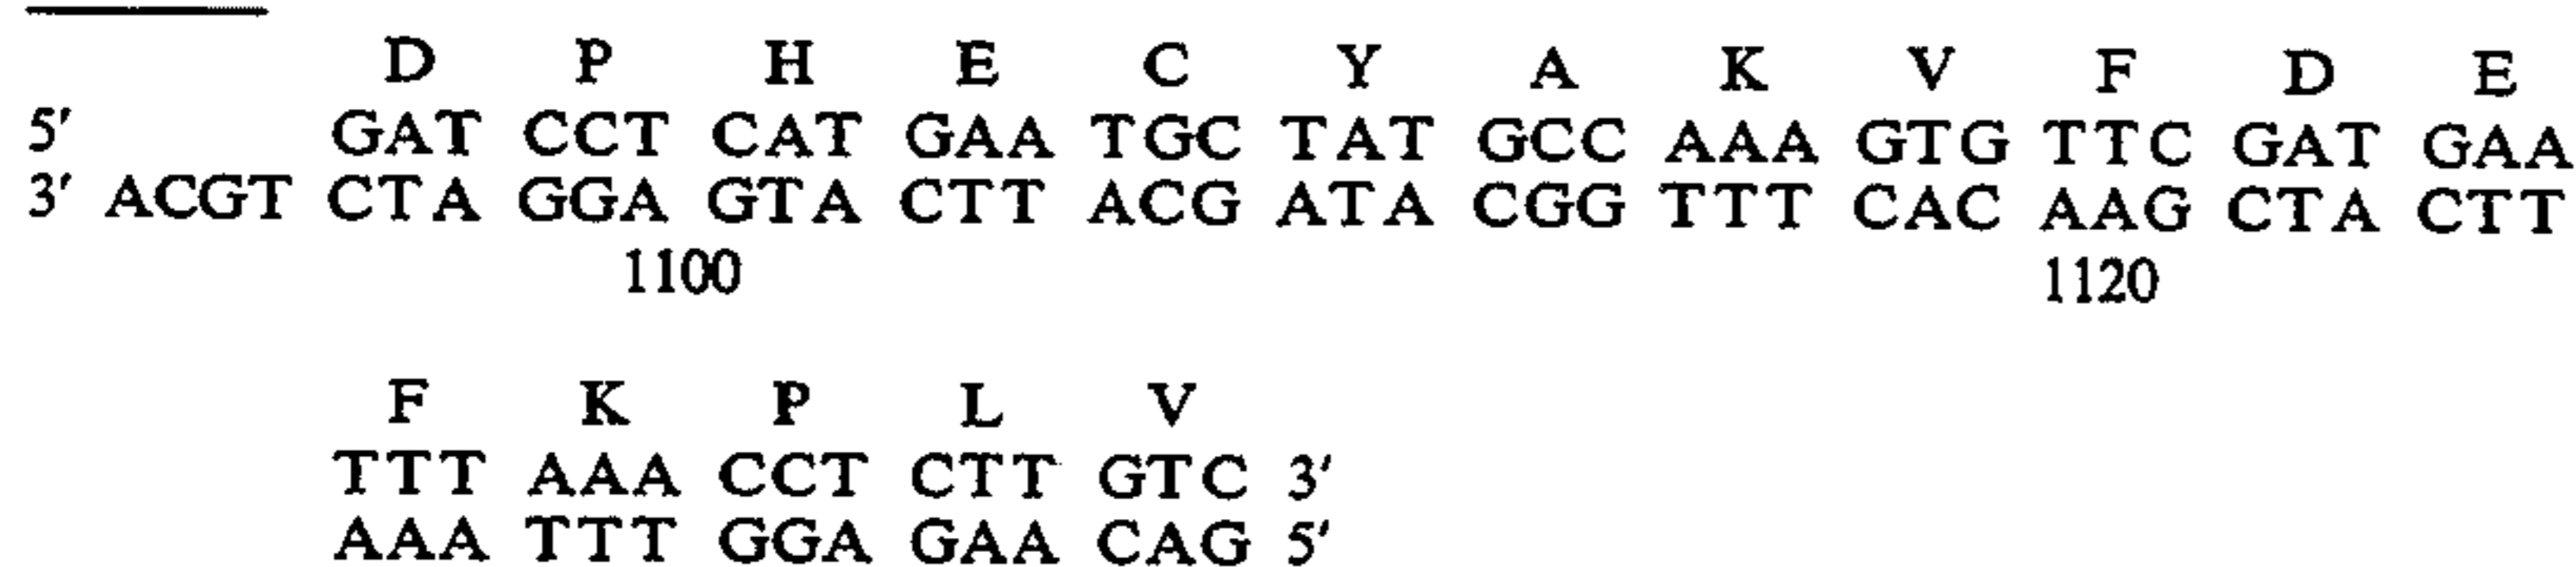 D P H E C Y A K V F D E
5′ GAT CCT CAT GAA TGC TAT GCC AAA GTG TTC GAT GAA
3′ ACGT CTA GGA GTA CTT ACG ATA CGG TTT CAC AAG CTA CTT
1100 1120
F K P L V
TTT AAA CCT CTT GTC 3′
AAA TTT GGA GAA CAG 5′